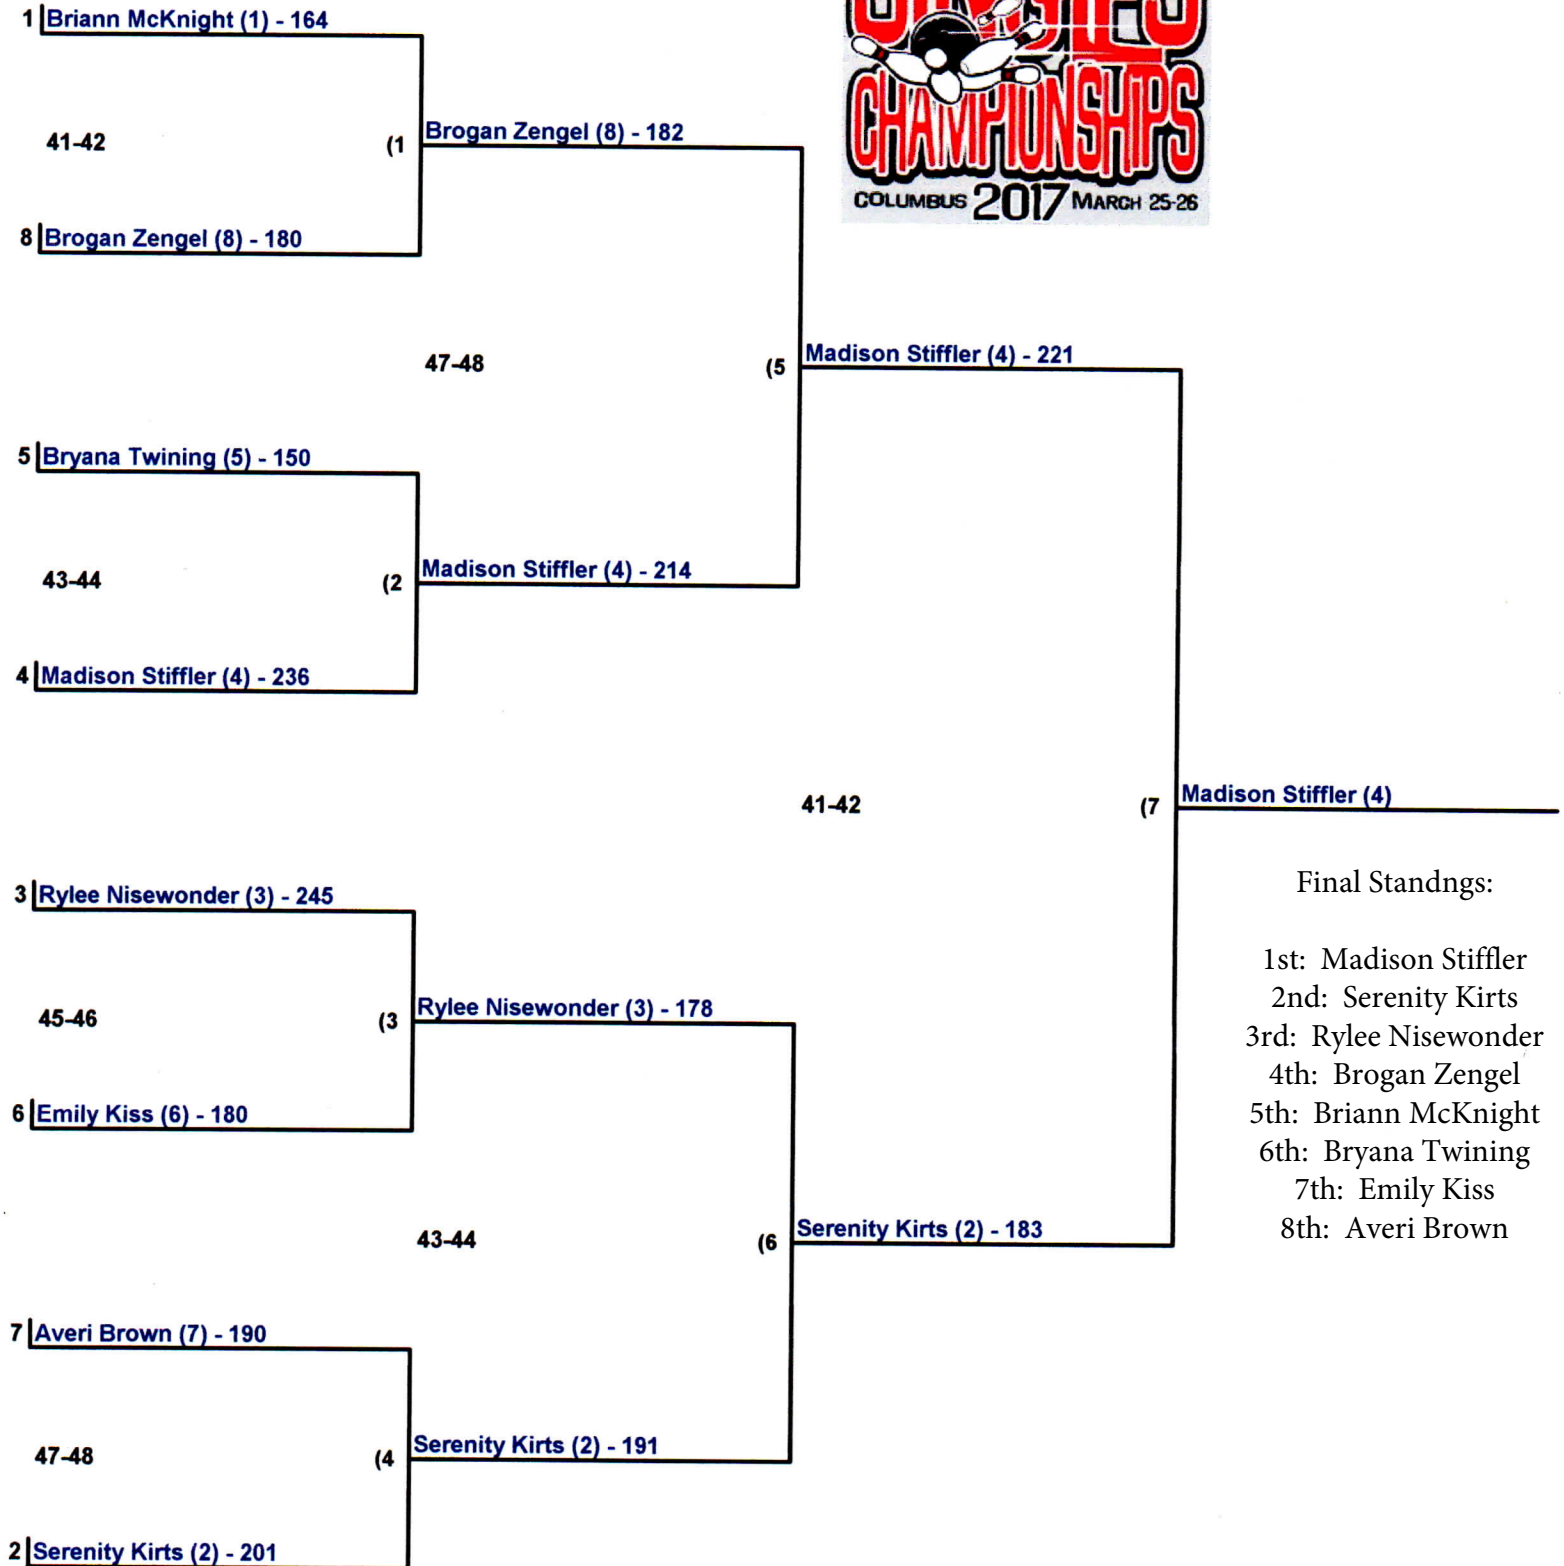 1 Briann McKnight (1) - 164
CHAMPIONSHIPS
COLUMBUS 2017 MARCH 25-26
41-42 (1 Brogan Zengel (8) - 182
8 Brogan Zengel (8) - 180
47-48 (5 Madison Stiffler (4) - 221
5 Bryana Twining (5) - 150
43-44 (2 Madison Stiffler (4) - 214
4 Madison Stiffler (4) - 236
41-42 (7 Madison Stiffler (4)
3 Rylee Nisewonder (3) - 245
45-46 (3 Rylee Nisewonder (3) - 178
6 Emily Kiss (6) - 180
43-44 (6 Serenity Kirts (2) - 183
7 Averi Brown (7) - 190
47-48 (4 Serenity Kirts (2) - 191
2 Serenity Kirts (2) - 201
Final Standngs:
1st: Madison Stiffler
2nd: Serenity Kirts
3rd: Rylee Nisewonder
4th: Brogan Zengel
5th: Briann McKnight
6th: Bryana Twining
7th: Emily Kiss
8th: Averi Brown